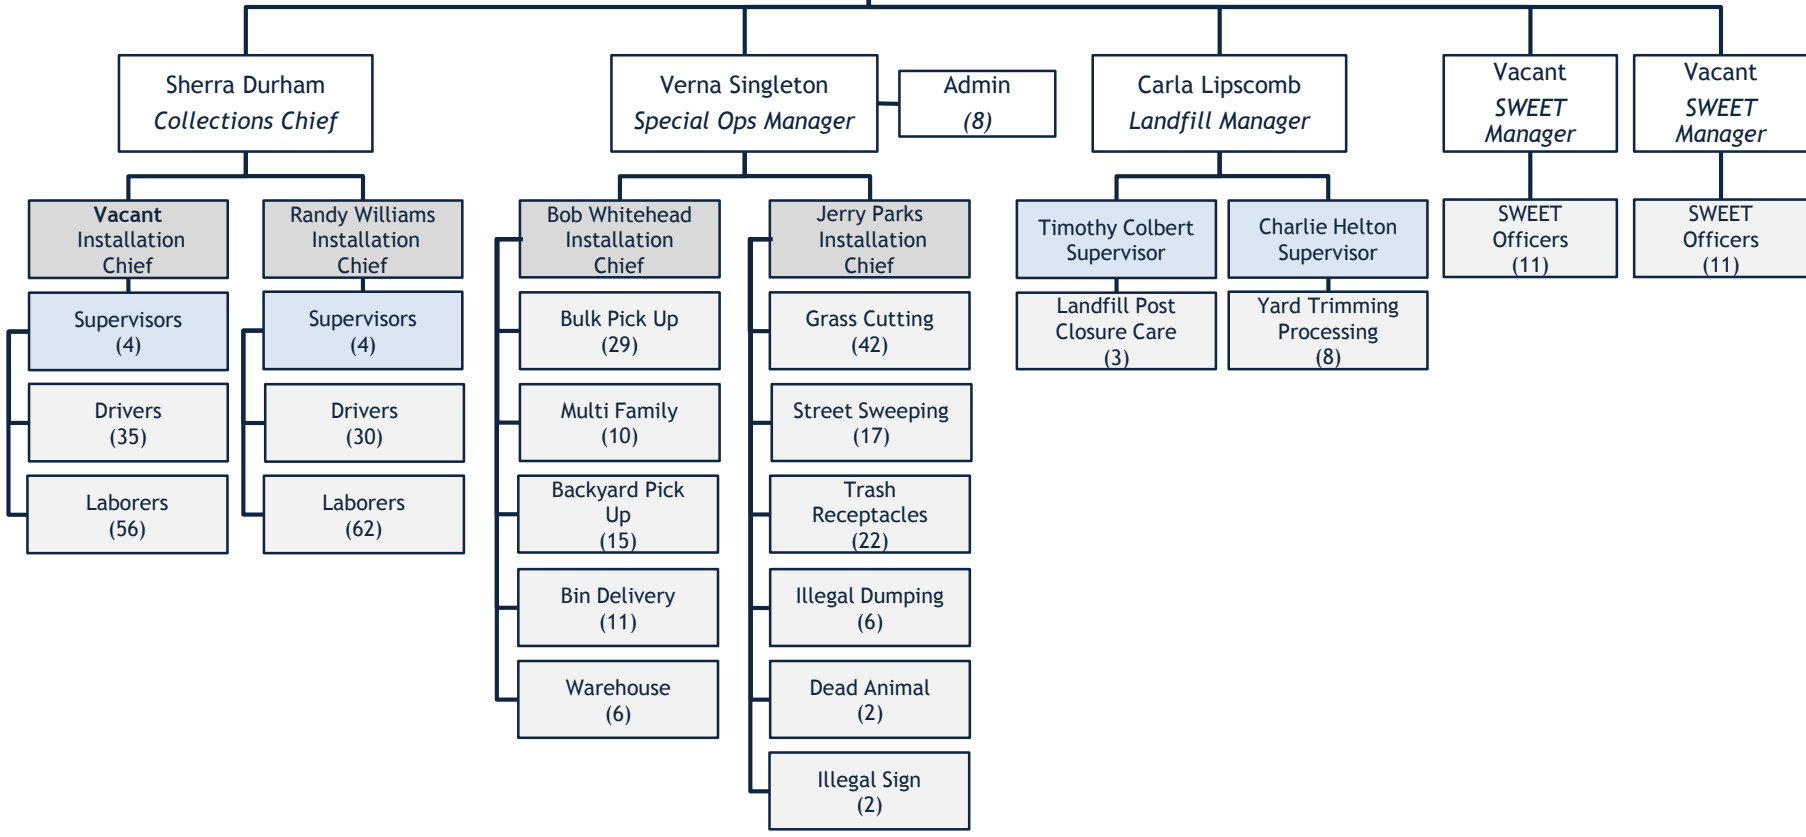 Sherra Durham
Collections Chief
Verna Singleton
Special Ops Manager
Admin
(8)
Carla Lipscomb
Landfill Manager
Vacant
SWEET
Manager
Vacant
SWEET
Manager
Vacant
Installation
Chief
Randy Williams
Installation
Chief
Bob Whitehead
Installation
Chief
Jerry Parks
Installation
Chief
Timothy Colbert
Supervisor
Charlie Helton
Supervisor
SWEET
Officers
(11)
SWEET
Officers
(11)
Supervisors
(4)
Supervisors
(4)
Bulk Pick Up
(29)
Grass Cutting
(42)
Landfill Post
Closure Care
(3)
Yard Trimming
Processing
(8)
Drivers
(35)
Drivers
(30)
Multi Family
(10)
Street Sweeping
(17)
Laborers
(56)
Laborers
(62)
Backyard Pick
Up
(15)
Trash
Receptacles
(22)
Bin Delivery
(11)
Illegal Dumping
(6)
Warehouse
(6)
Dead Animal
(2)
Illegal Sign
(2)